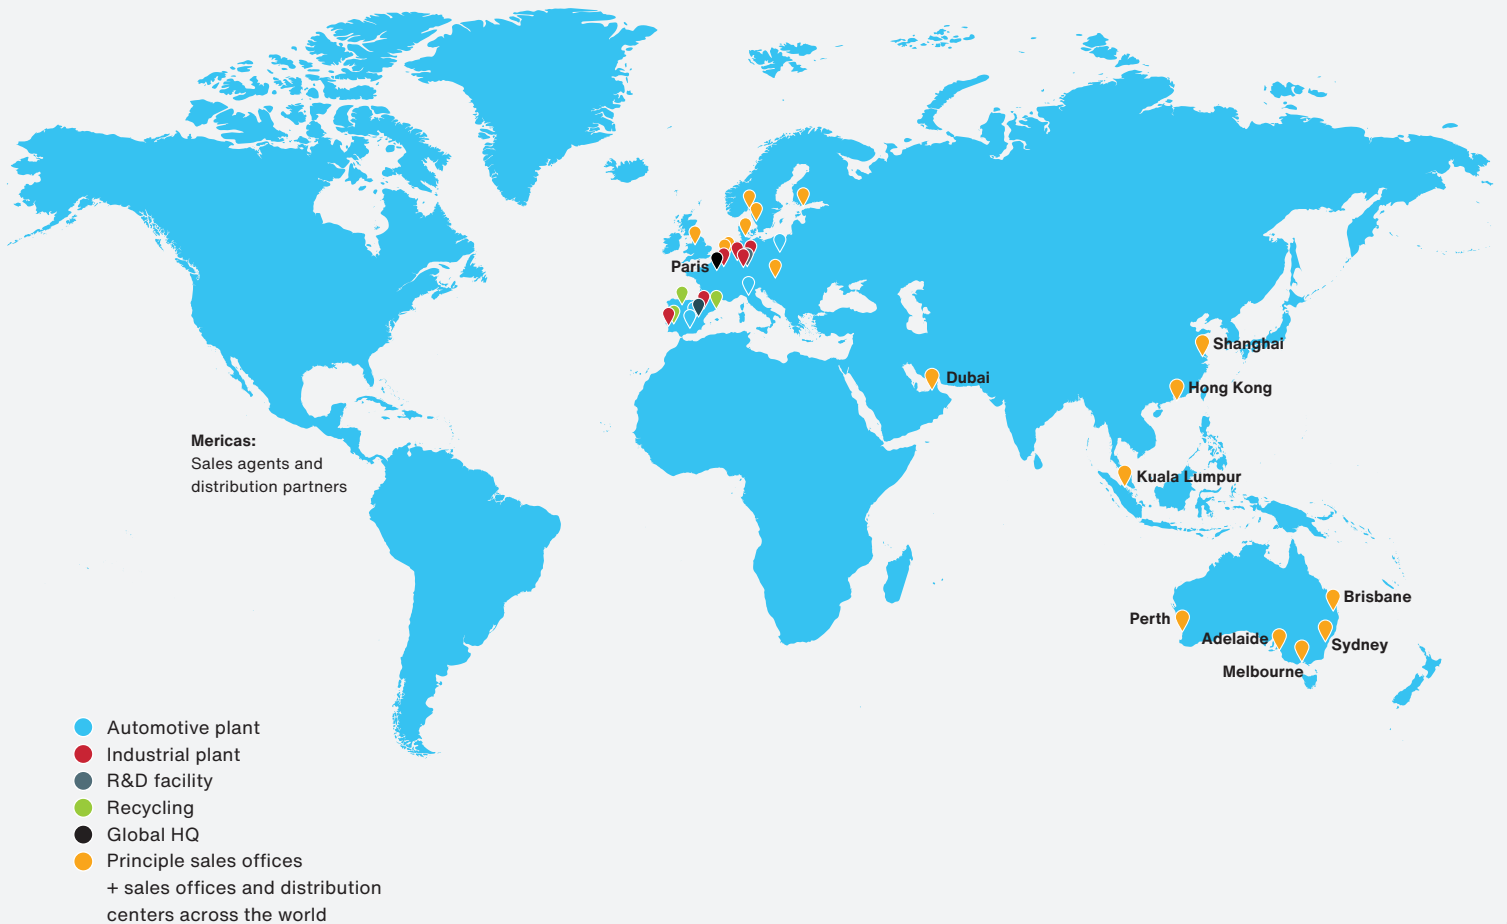 Paris
Shanghai
Dubai
Hong Kong
Mericas:
Sales agents and
distribution partners
Kuala Lumpur
Brisbane
Perth
Adelaide
Sydney
Melbourne
Automotive plant
Industrial plant
R&D facility
Recycling
Global HQ
Principle sales offices
+ sales offices and distribution
centers across the world